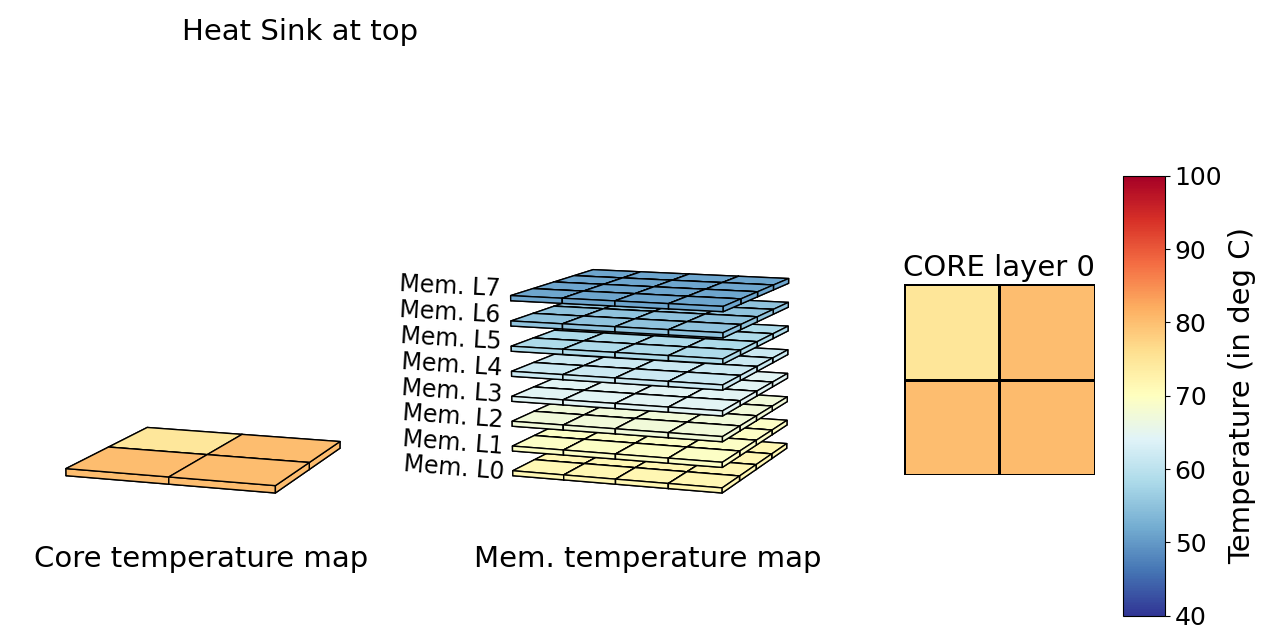 Heat Sink at top
Mem. L7
Mem. L6
Mem. L5
Mem. L4
Mem. L3
Mem. L2
Mem. L1
Mem. L0
Core temperature map
Mem. temperature map
CORE layer 0
100
90
80
70
60
50
40
Temperature (in deg C)